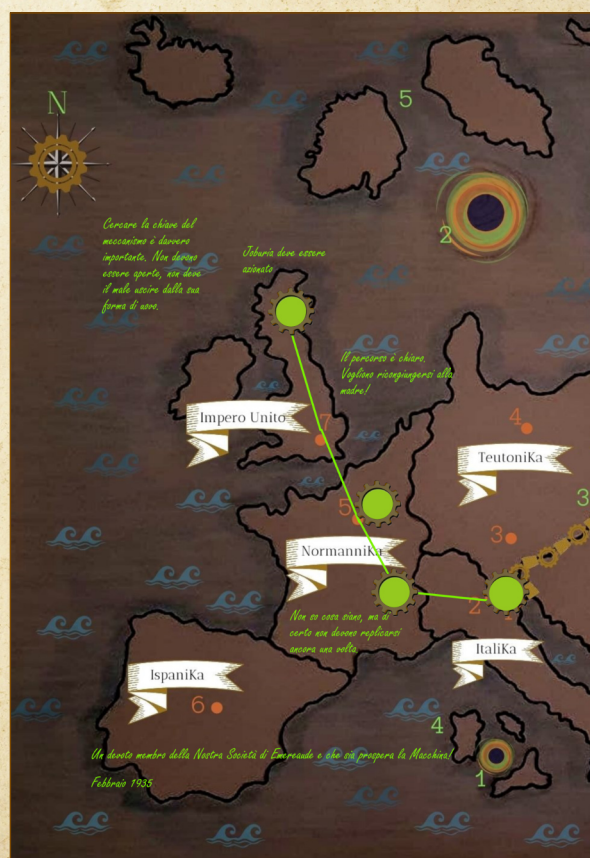 N
5
2
Cercare la chiave del
meccanismo è davvero
importante. Non devono
essere aperte, non deve
il male uscire dalla sua
forma di uovo.
Joburia deve essere
azionato
Il percorso è chiaro.
Vogliono ricongiungersi alla
madre!
Impero Unito
7
4
TeutoniKa
3
5
3
NormanniKa
2
Non so cosa siano, ma di
certo non devono replicarsi
ancora una volta.
ItaliKa
IspaniKa
6
4
1
Un devoto membro della Nostra Società di Emereaude e che sia prospera la Macchina!
Febbraio 1935